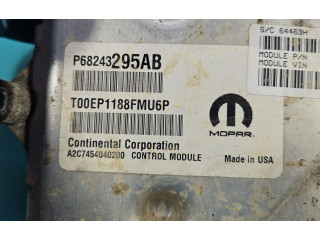 P68243295AB
S/C 64469H
MODULE P/N
MODULE VIN
T00EP1188FMU6P
MOPAR
Continental Corporation
A2C7454040200 CONTROL MODULE Made in USA